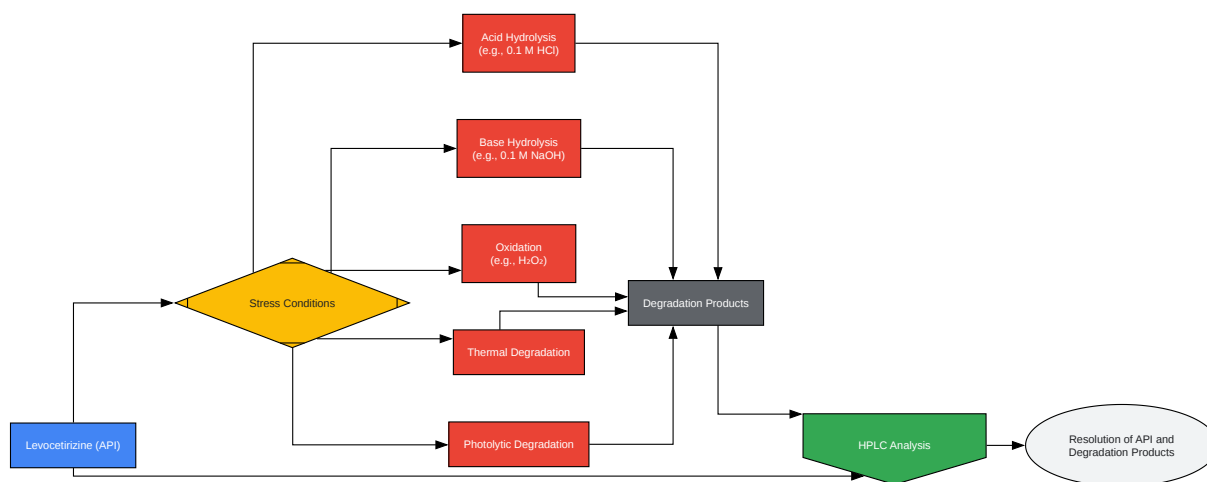 Acid Hydrolysis
(e.g., 0.1 M HCl)
Base Hydrolysis
(e.g., 0.1 M NaOH)
Oxidation
(e.g., H₂O₂)
Stress Conditions
Degradation Products
Thermal Degradation
Levocetirizine (API)
Photolytic Degradation
HPLC Analysis
Resolution of API and
Degradation Products